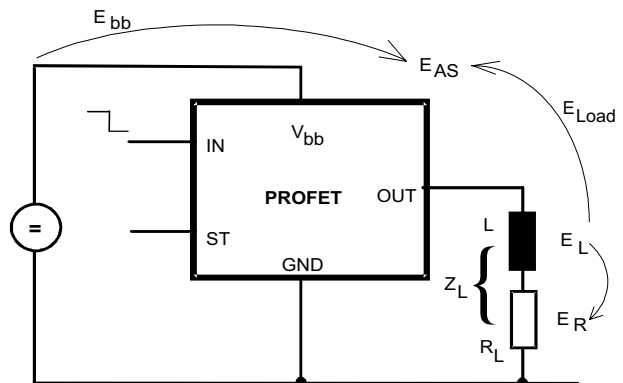 E bb
E AS
E Load
V bb
IN
PROFET
OUT
=
ST
L
E L
GND
Z L
E R
R L